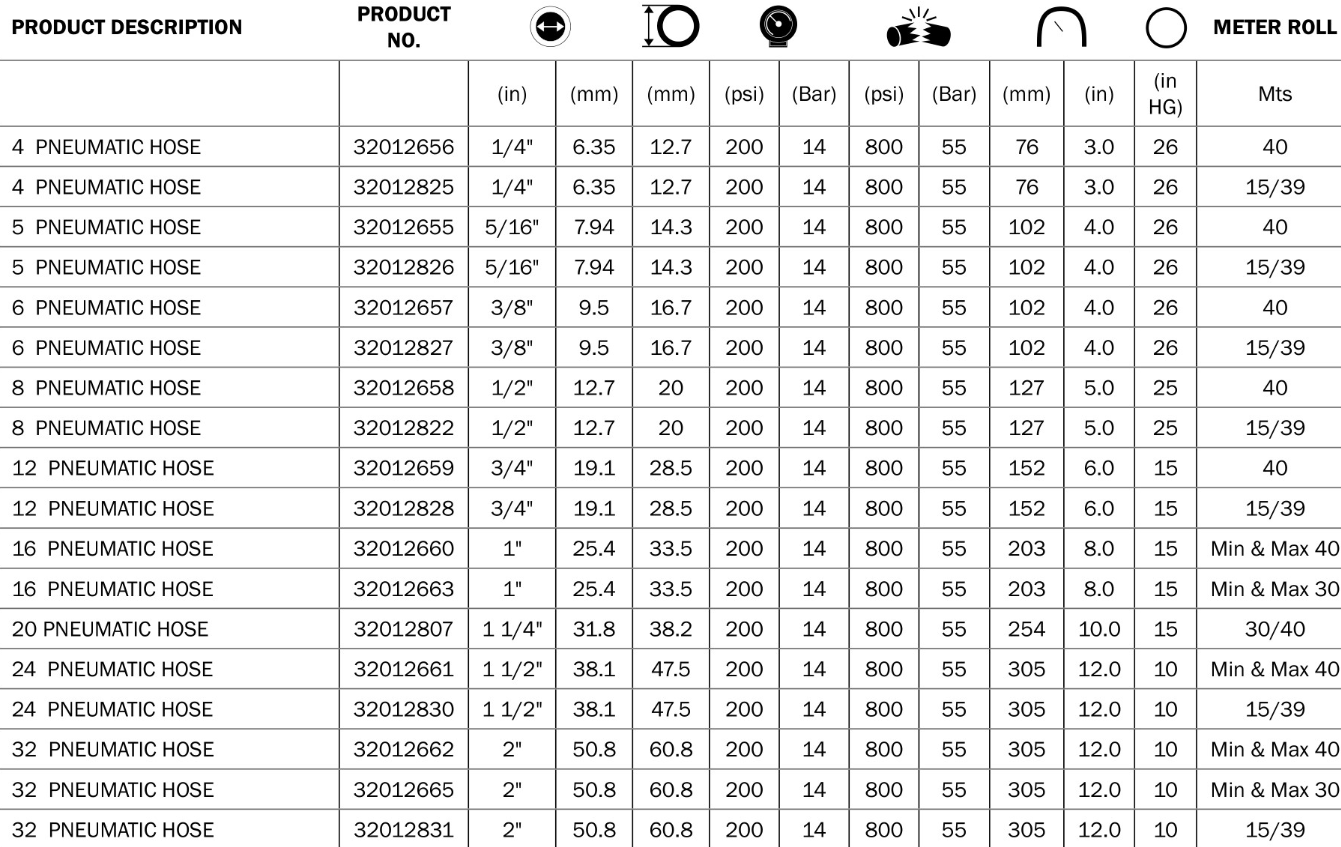 PRODUCT DESCRIPTION PRODUCT NO. METER ROLL
(in) (mm) (mm) (psi) (Bar) (psi) (Bar) (mm) (in) (in HG) Mts
4 PNEUMATIC HOSE 32012656 1/4" 6.35 12.7 200 14 800 55 76 3.0 26 40
4 PNEUMATIC HOSE 32012825 1/4" 6.35 12.7 200 14 800 55 76 3.0 26 15/39
5 PNEUMATIC HOSE 32012655 5/16" 7.94 14.3 200 14 800 55 102 4.0 26 40
5 PNEUMATIC HOSE 32012826 5/16" 7.94 14.3 200 14 800 55 102 4.0 26 15/39
6 PNEUMATIC HOSE 32012657 3/8" 9.5 16.7 200 14 800 55 102 4.0 26 40
6 PNEUMATIC HOSE 32012827 3/8" 9.5 16.7 200 14 800 55 102 4.0 26 15/39
8 PNEUMATIC HOSE 32012658 1/2" 12.7 20 200 14 800 55 127 5.0 25 40
8 PNEUMATIC HOSE 32012822 1/2" 12.7 20 200 14 800 55 127 5.0 25 15/39
12 PNEUMATIC HOSE 32012659 3/4" 19.1 28.5 200 14 800 55 152 6.0 15 40
12 PNEUMATIC HOSE 32012828 3/4" 19.1 28.5 200 14 800 55 152 6.0 15 15/39
16 PNEUMATIC HOSE 32012660 1" 25.4 33.5 200 14 800 55 203 8.0 15 Min & Max 40
16 PNEUMATIC HOSE 32012663 1" 25.4 33.5 200 14 800 55 203 8.0 15 Min & Max 30
20 PNEUMATIC HOSE 32012807 1 1/4" 31.8 38.2 200 14 800 55 254 10.0 15 30/40
24 PNEUMATIC HOSE 32012661 1 1/2" 38.1 47.5 200 14 800 55 305 12.0 10 Min & Max 40
24 PNEUMATIC HOSE 32012830 1 1/2" 38.1 47.5 200 14 800 55 305 12.0 10 15/39
32 PNEUMATIC HOSE 32012662 2" 50.8 60.8 200 14 800 55 305 12.0 10 Min & Max 40
32 PNEUMATIC HOSE 32012665 2" 50.8 60.8 200 14 800 55 305 12.0 10 Min & Max 30
32 PNEUMATIC HOSE 32012831 2" 50.8 60.8 200 14 800 55 305 12.0 10 15/39